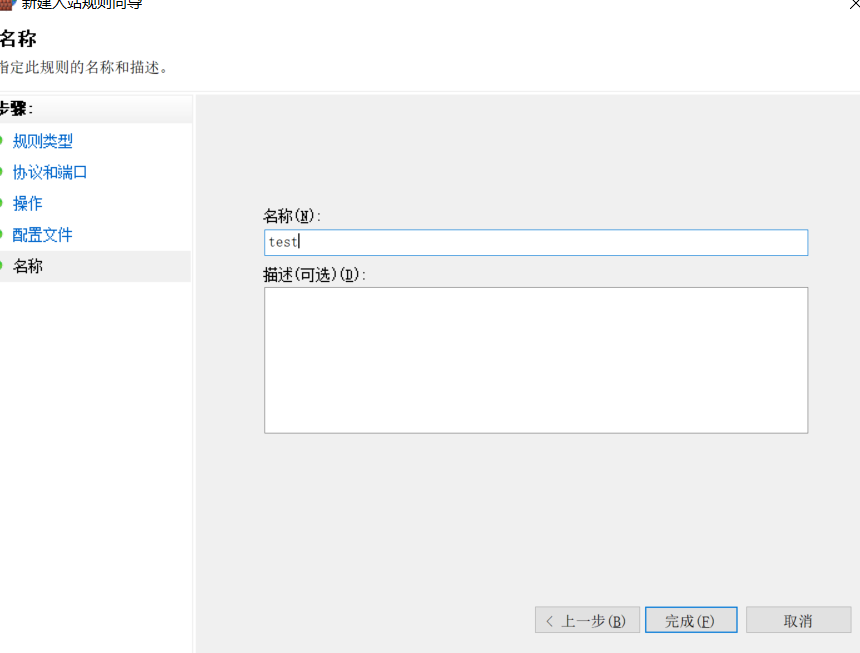 新建入站规则向导
名称
指定此规则的名称和描述。
步骤:
规则类型
协议和端口
操作
配置文件
名称
名称(N):
test
描述(可选)(D):
< 上一步(B)
完成(F)
取消